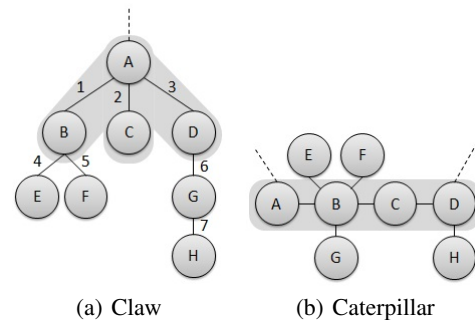 A
1 2 3
B C D
4 5 6
E F G
7
H
(a) Claw
E F
A B C D
G H
(b) Caterpillar